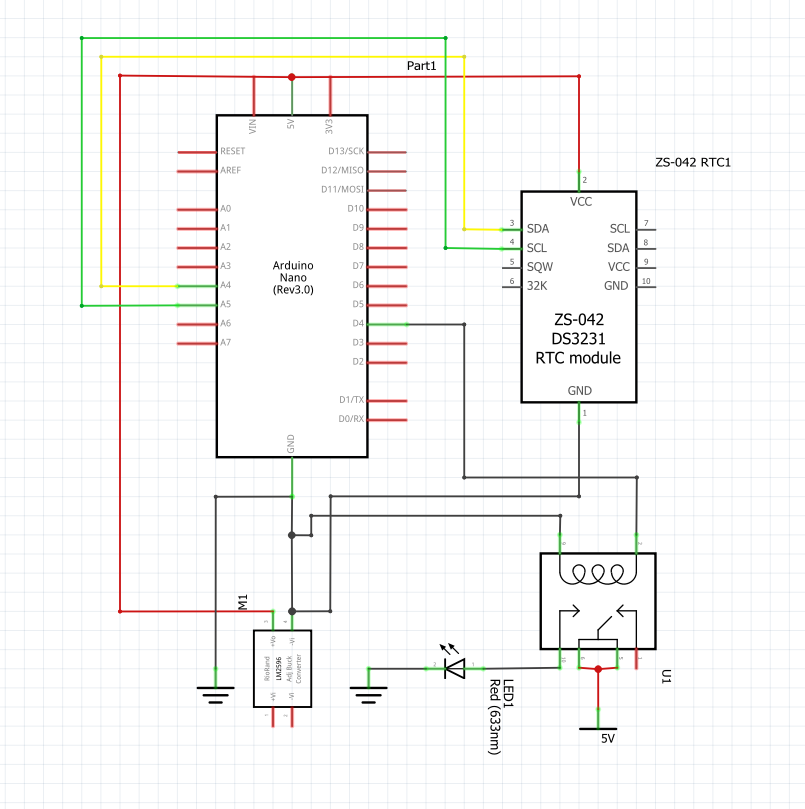 Part1
VIN
5V
3V3
RESET
AREF
A0
A1
A2
A3
A4
A5
A6
A7
Arduino
Nano
(Rev3.0)
D13/SCK
D12/MISO
D11/MOSI
D10
D9
D8
D7
D6
D5
D4
D3
D2
D1/TX
D0/RX
GND
ZS-042 RTC1
2
VCC
3
SDA
4
SCL
5
SQW
6
32K
SCL
7
SDA
8
VCC
9
GND
10
ZS-042
DS3231
RTC module
GND
1
M1
+Vo
-Vi
RioRand
LM2596
Adj Buck
Converter
+Vi
-Vi
LED1
Red (633nm)
U1
5V